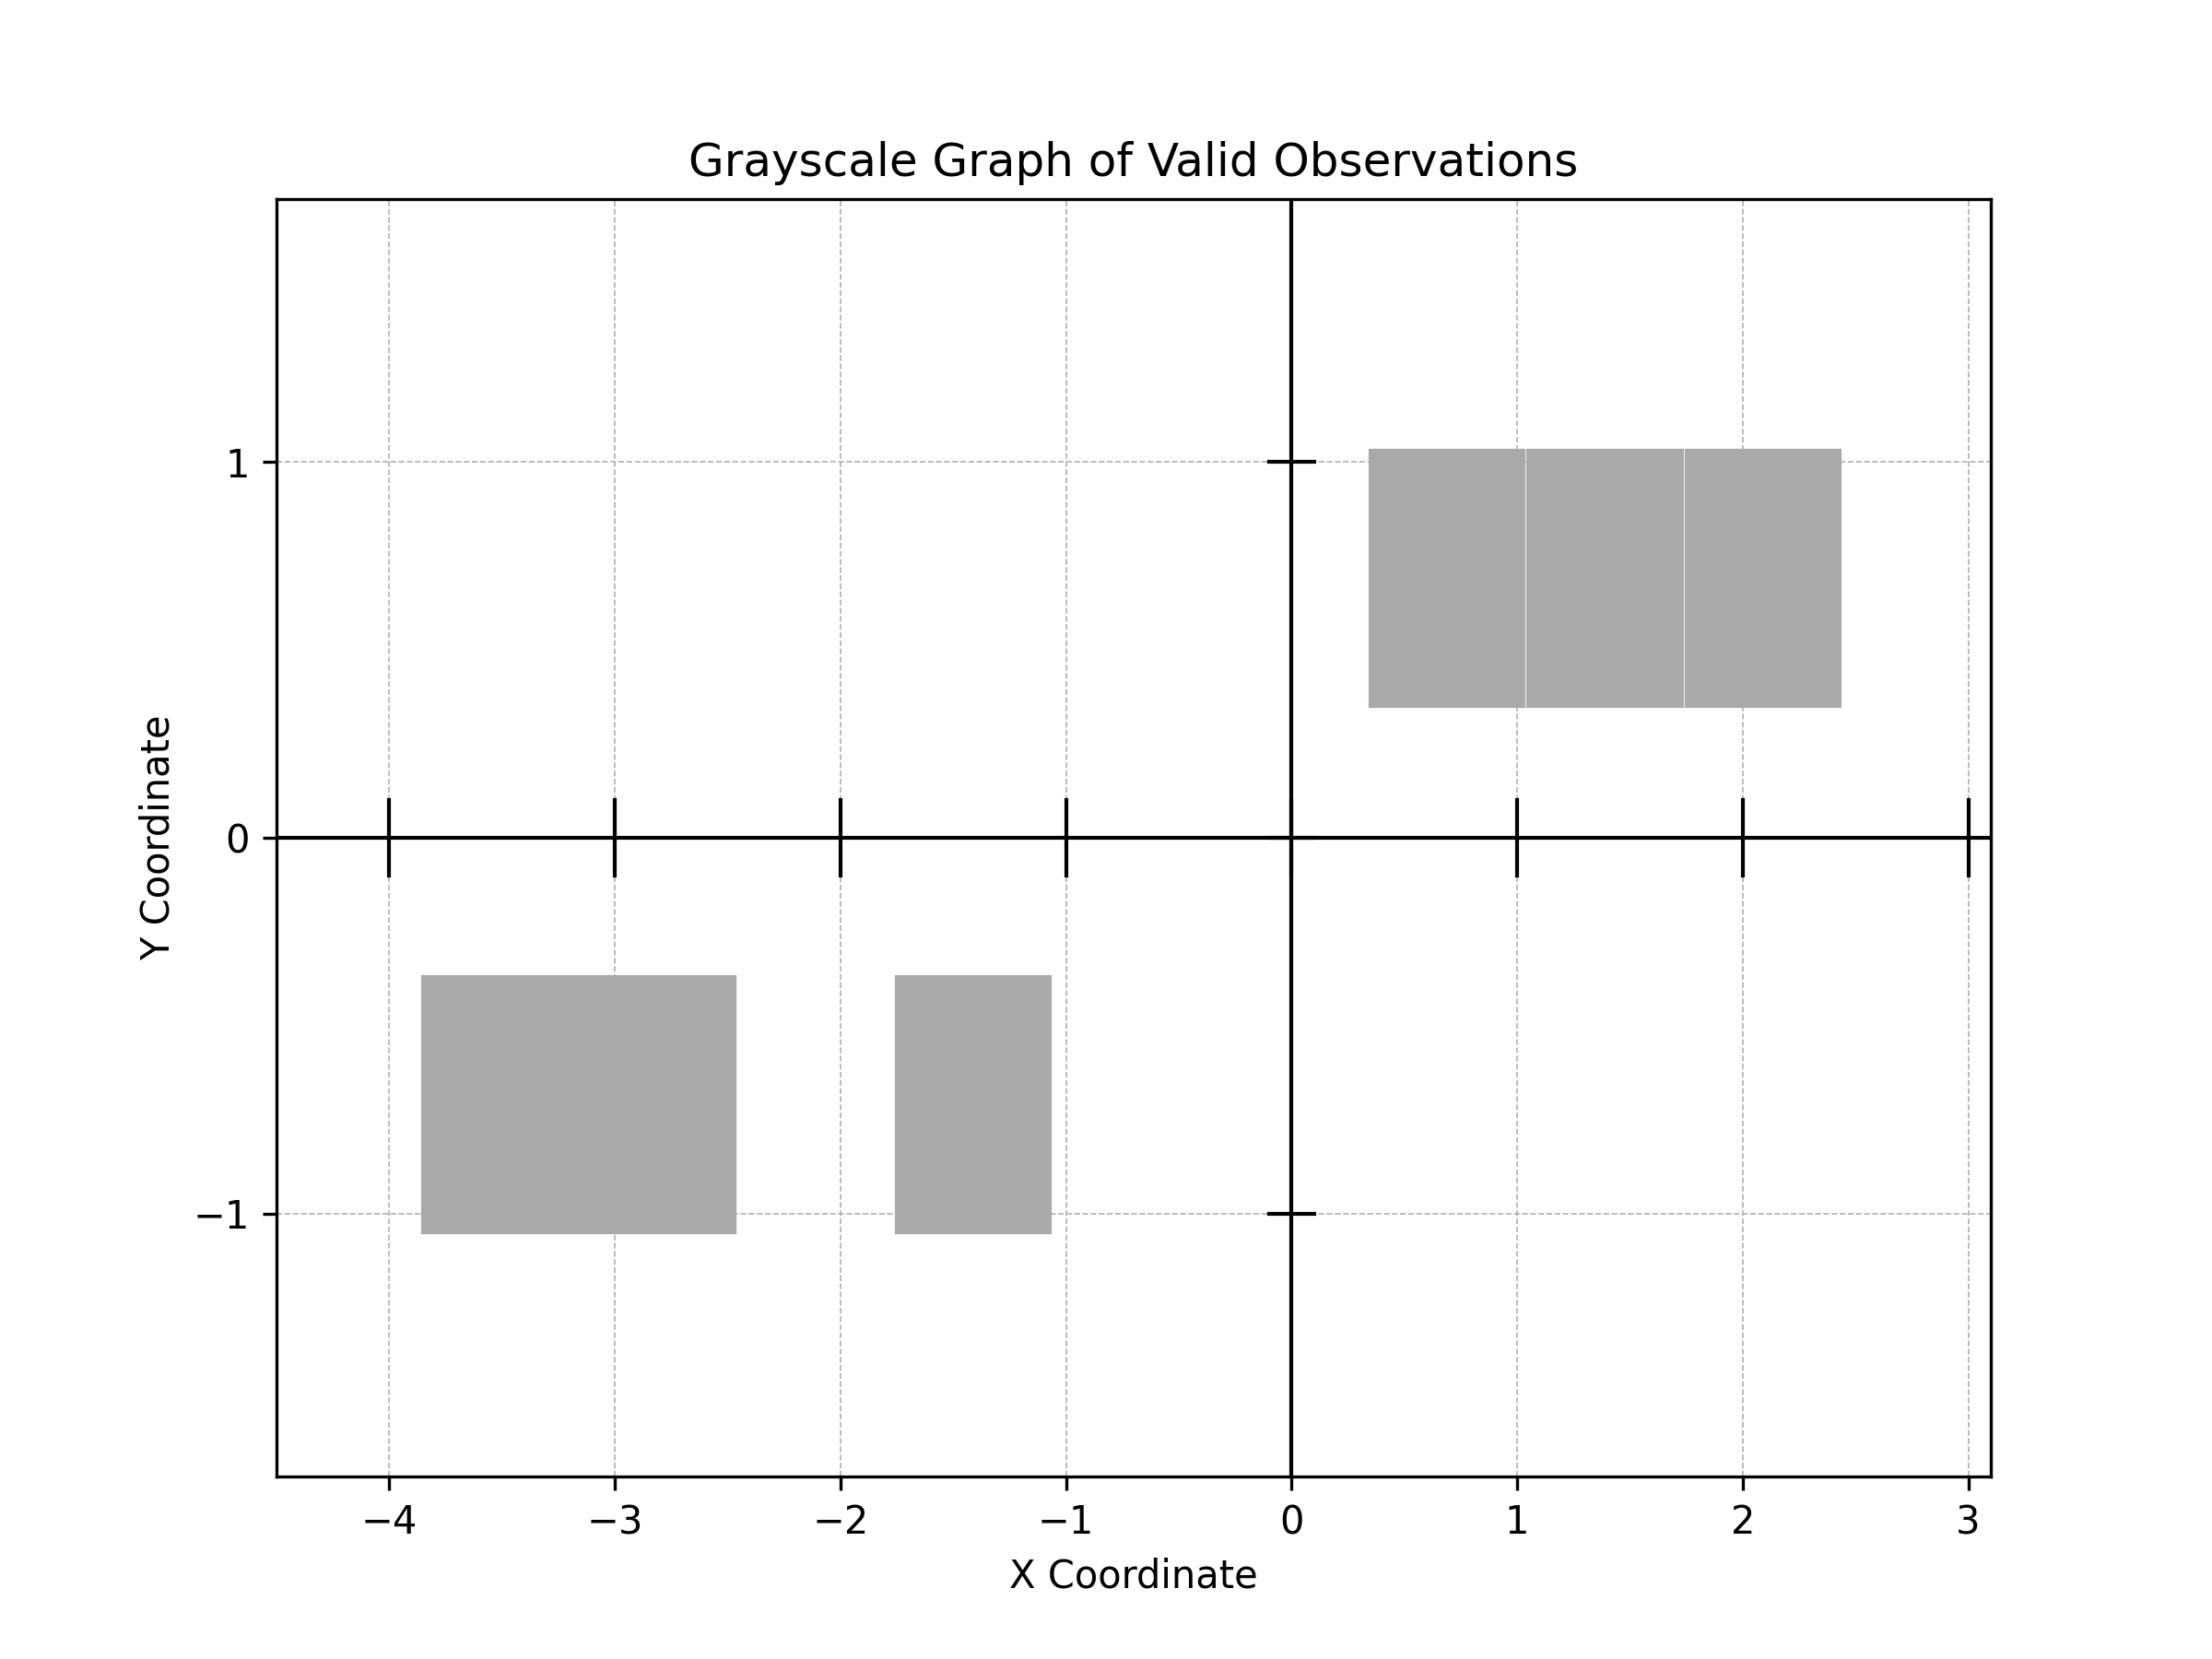 Grayscale Graph of Valid Observations
Y Coordinate
1
0
−1
−4 −3 −2 −1 0 1 2 3
X Coordinate